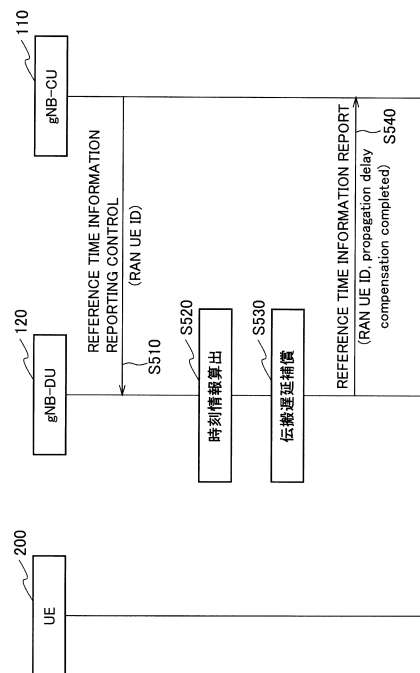 200
UE
120
gNB-DU
110
gNB-CU
REFERENCE TIME INFORMATION
REPORTING CONTROL
(RAN UE ID)
S510
S520
時刻情報算出
S530
伝搬遅延補償
REFERENCE TIME INFORMATION REPORT
(RAN UE ID, propagation delay
compensation completed)
S540